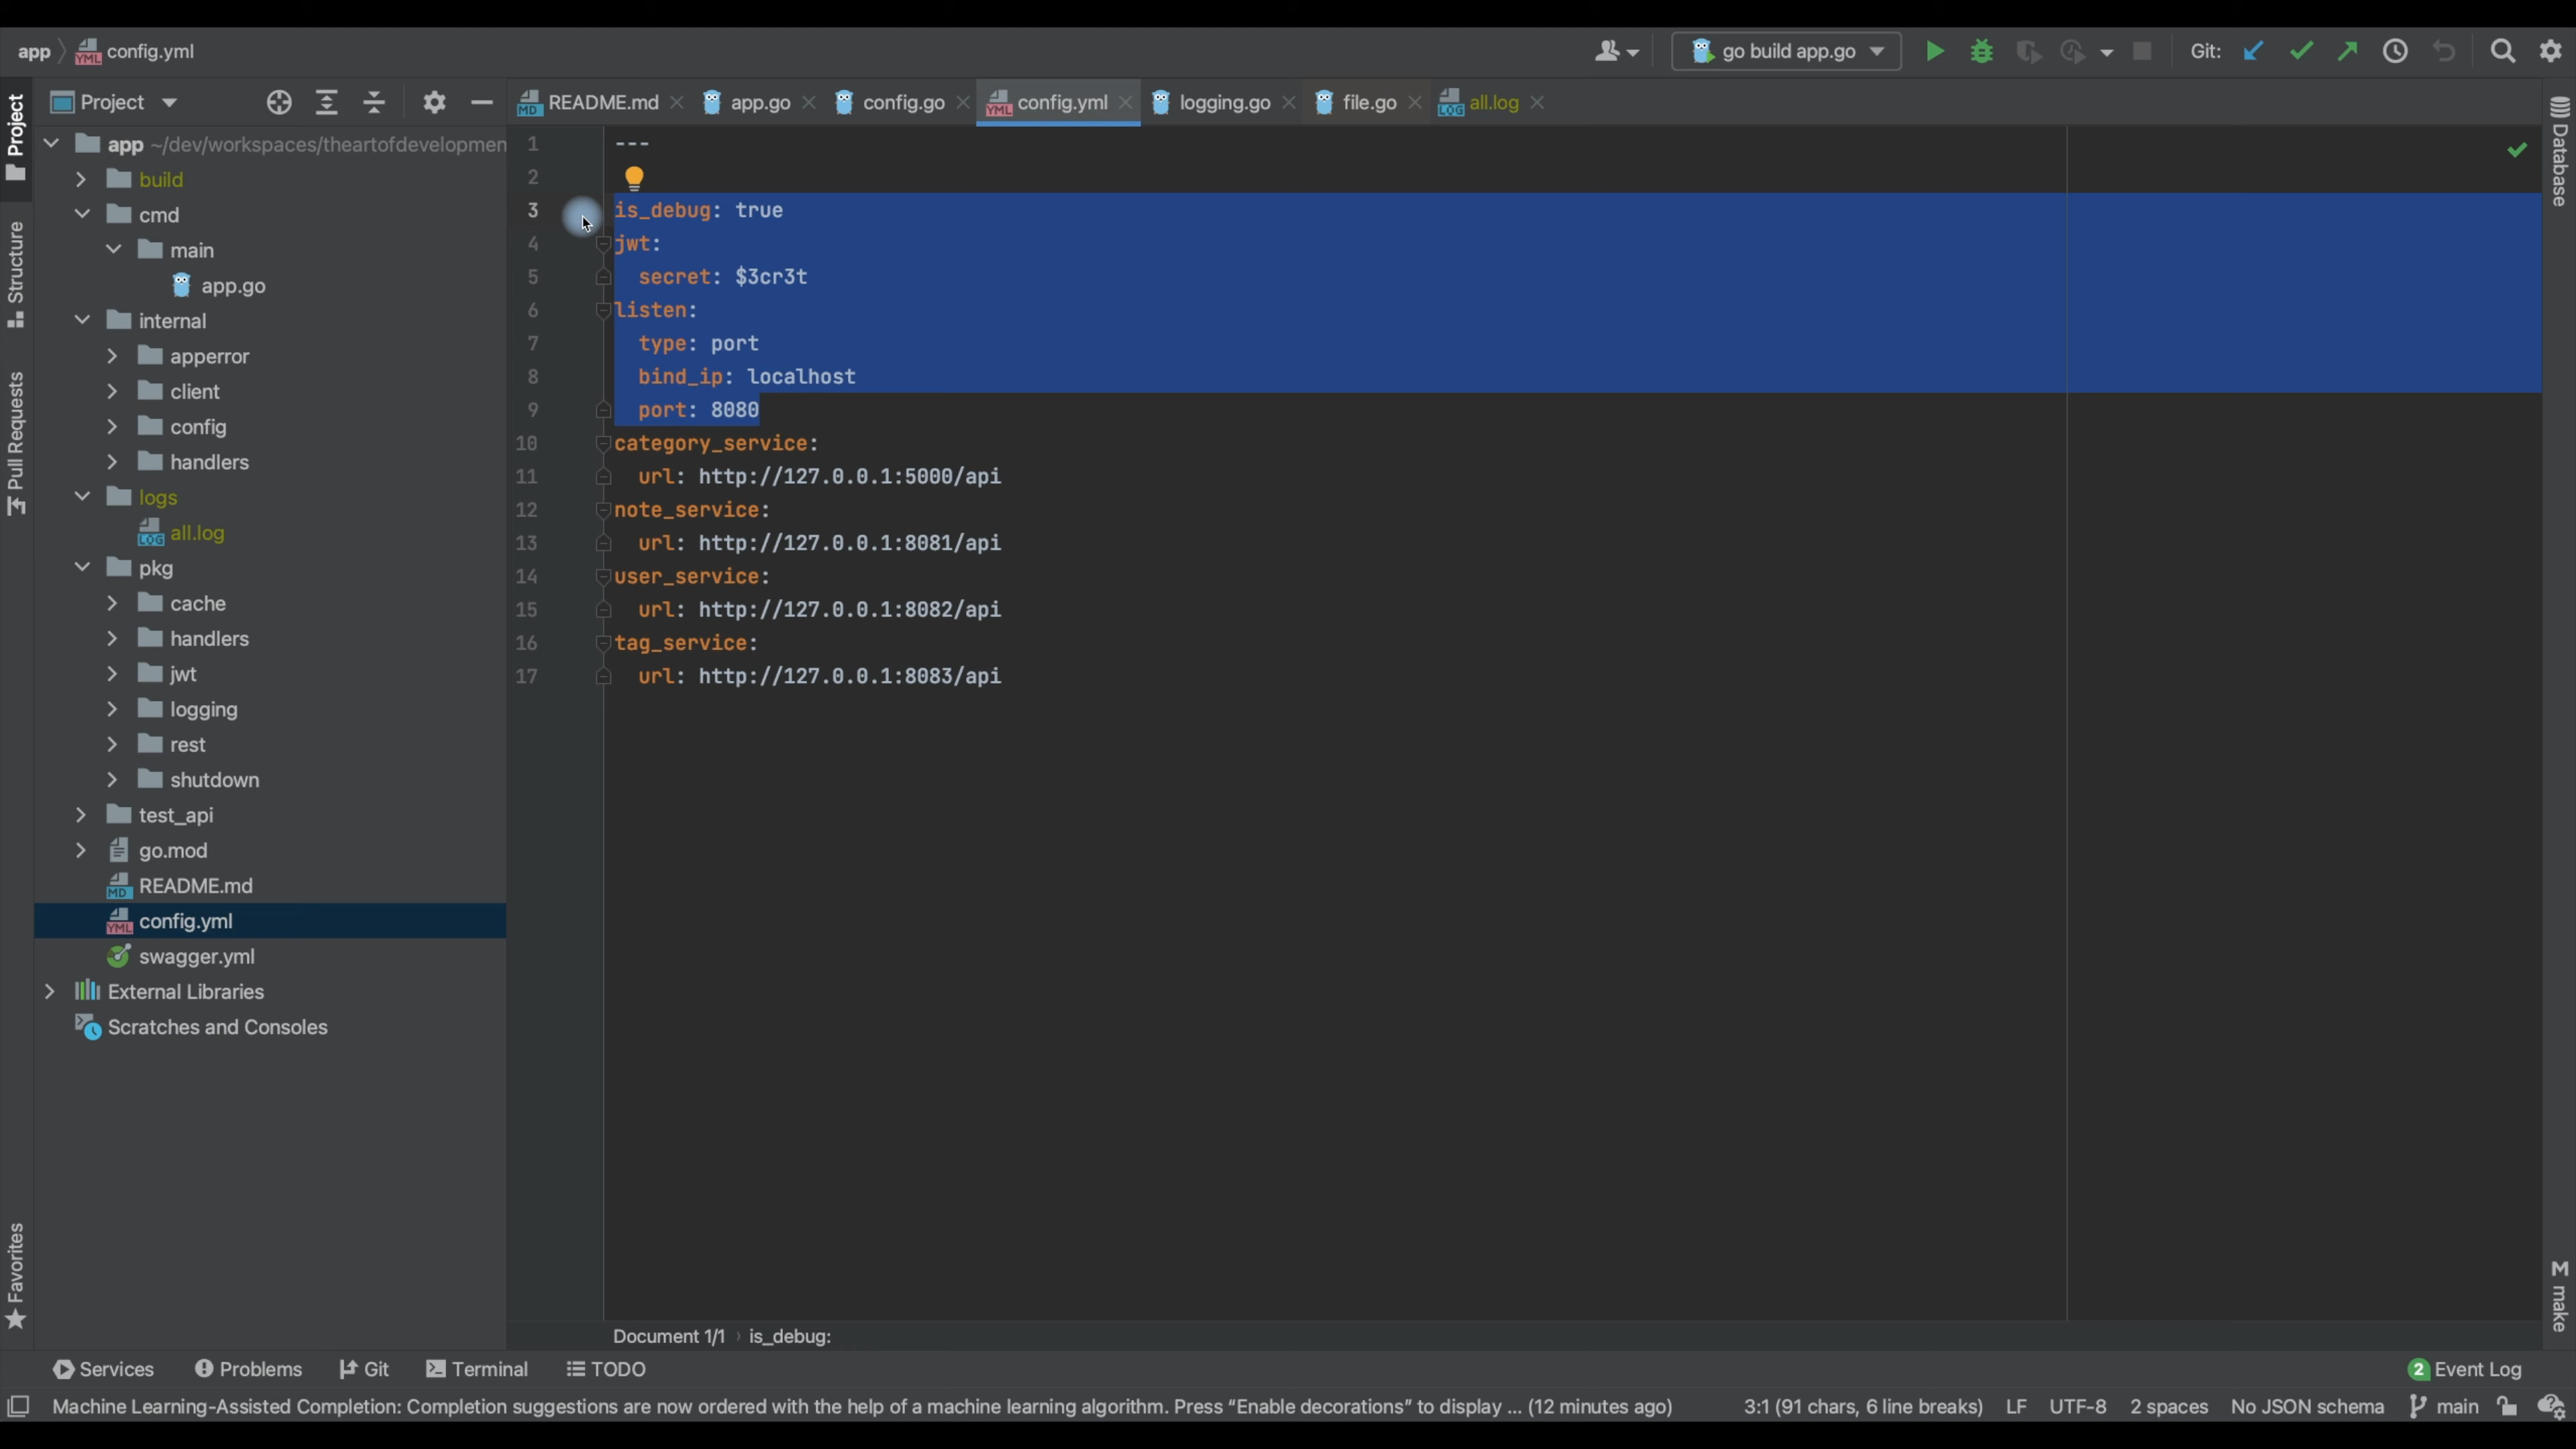 app config.yml
go build app.go Git:
Project
README.md app.go config.go config.yml logging.go file.go all.log
Project
Structure
Pull Requests
Favorites
app ~/dev/workspaces/theartofdevelopmen
build
cmd
main
app.go
internal
apperror
client
config
handlers
logs
all.log
pkg
cache
handlers
jwt
logging
rest
shutdown
test_api
go.mod
README.md
config.yml
swagger.yml
External Libraries
Scratches and Consoles
1 ---
2
3 is_debug: true
4 jwt:
5 secret: $3cr3t
6 listen:
7 type: port
8 bind_ip: localhost
9 port: 8080
10 category_service:
11 url: http://127.0.0.1:5000/api
12 note_service:
13 url: http://127.0.0.1:8081/api
14 user_service:
15 url: http://127.0.0.1:8082/api
16 tag_service:
17 url: http://127.0.0.1:8083/api
Database
make
Document 1/1 › is_debug:
Services Problems Git Terminal TODO 2 Event Log
Machine Learning-Assisted Completion: Completion suggestions are now ordered with the help of a machine learning algorithm. Press “Enable decorations” to display ... (12 minutes ago) 3:1 (91 chars, 6 line breaks) LF UTF-8 2 spaces No JSON schema main